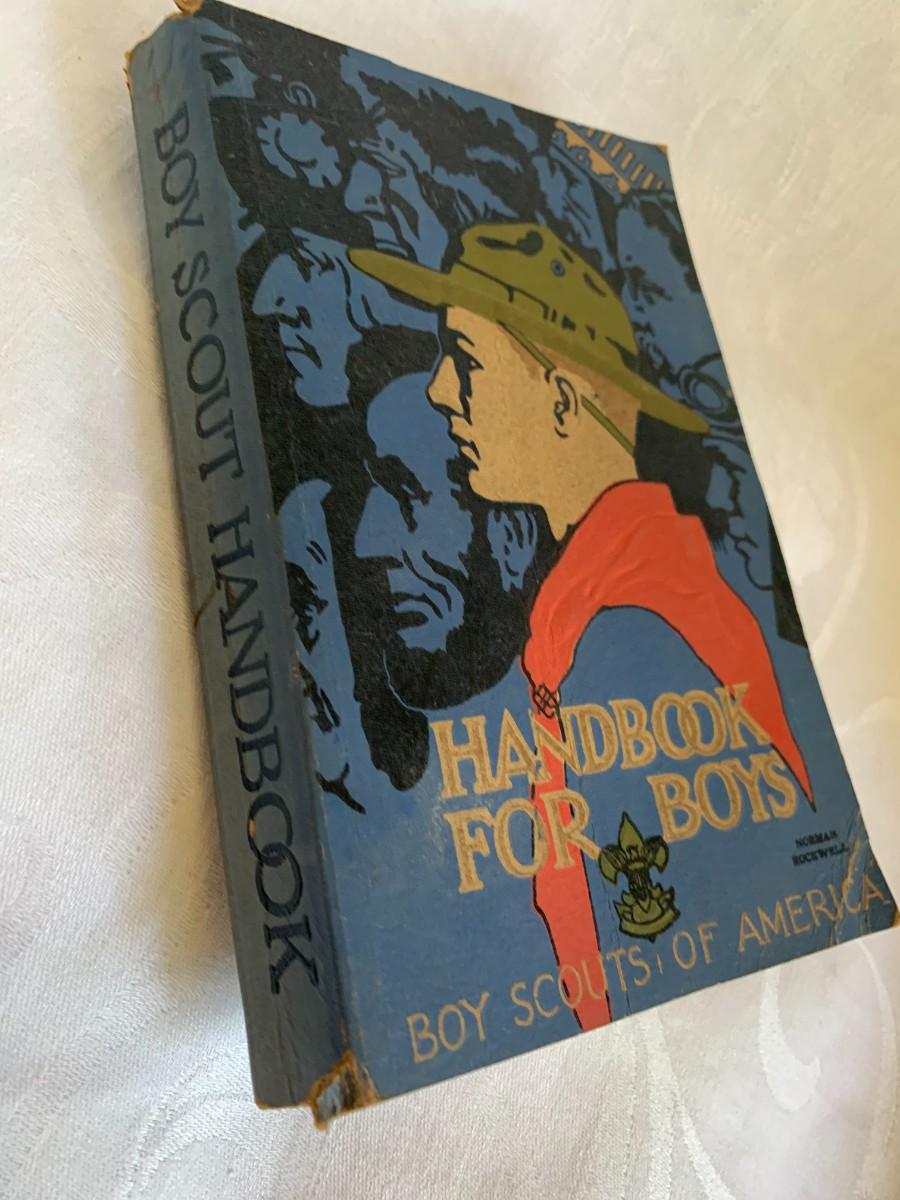 BOY SCOUT HANDBOOK
HANDBOOK
FOR BOYS
NORMAN
ROCKWELL
BOY SCOUTS OF AMERICA